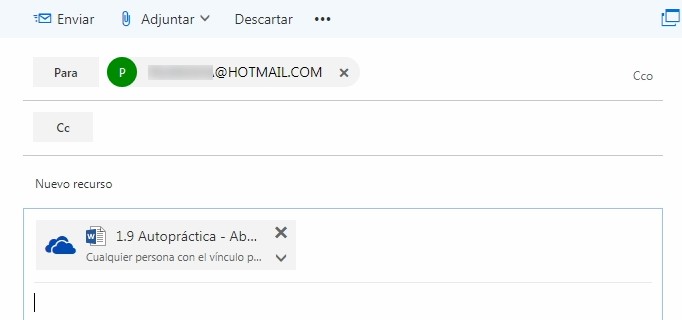 Enviar Adjuntar Descartar
Para P .@HOTMAIL.COM Cco
Cc
Nuevo recurso
1.9 Autopráctica - Ab...
Cualquier persona con el vínculo p...